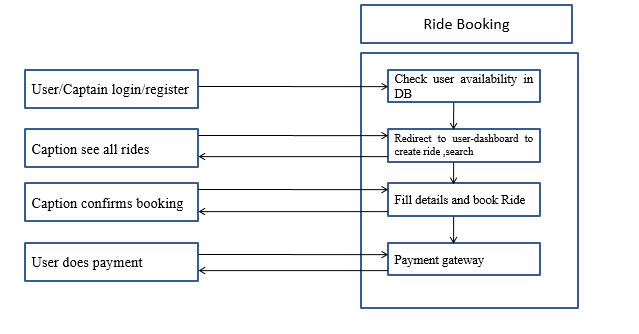 Ride Booking
User/Captain login/register
Check user availability in
DB
Caption see all rides
Redirect to user-dashboard to
create ride ,search
Caption confirms booking
Fill details and book Ride
User does payment
Payment gateway